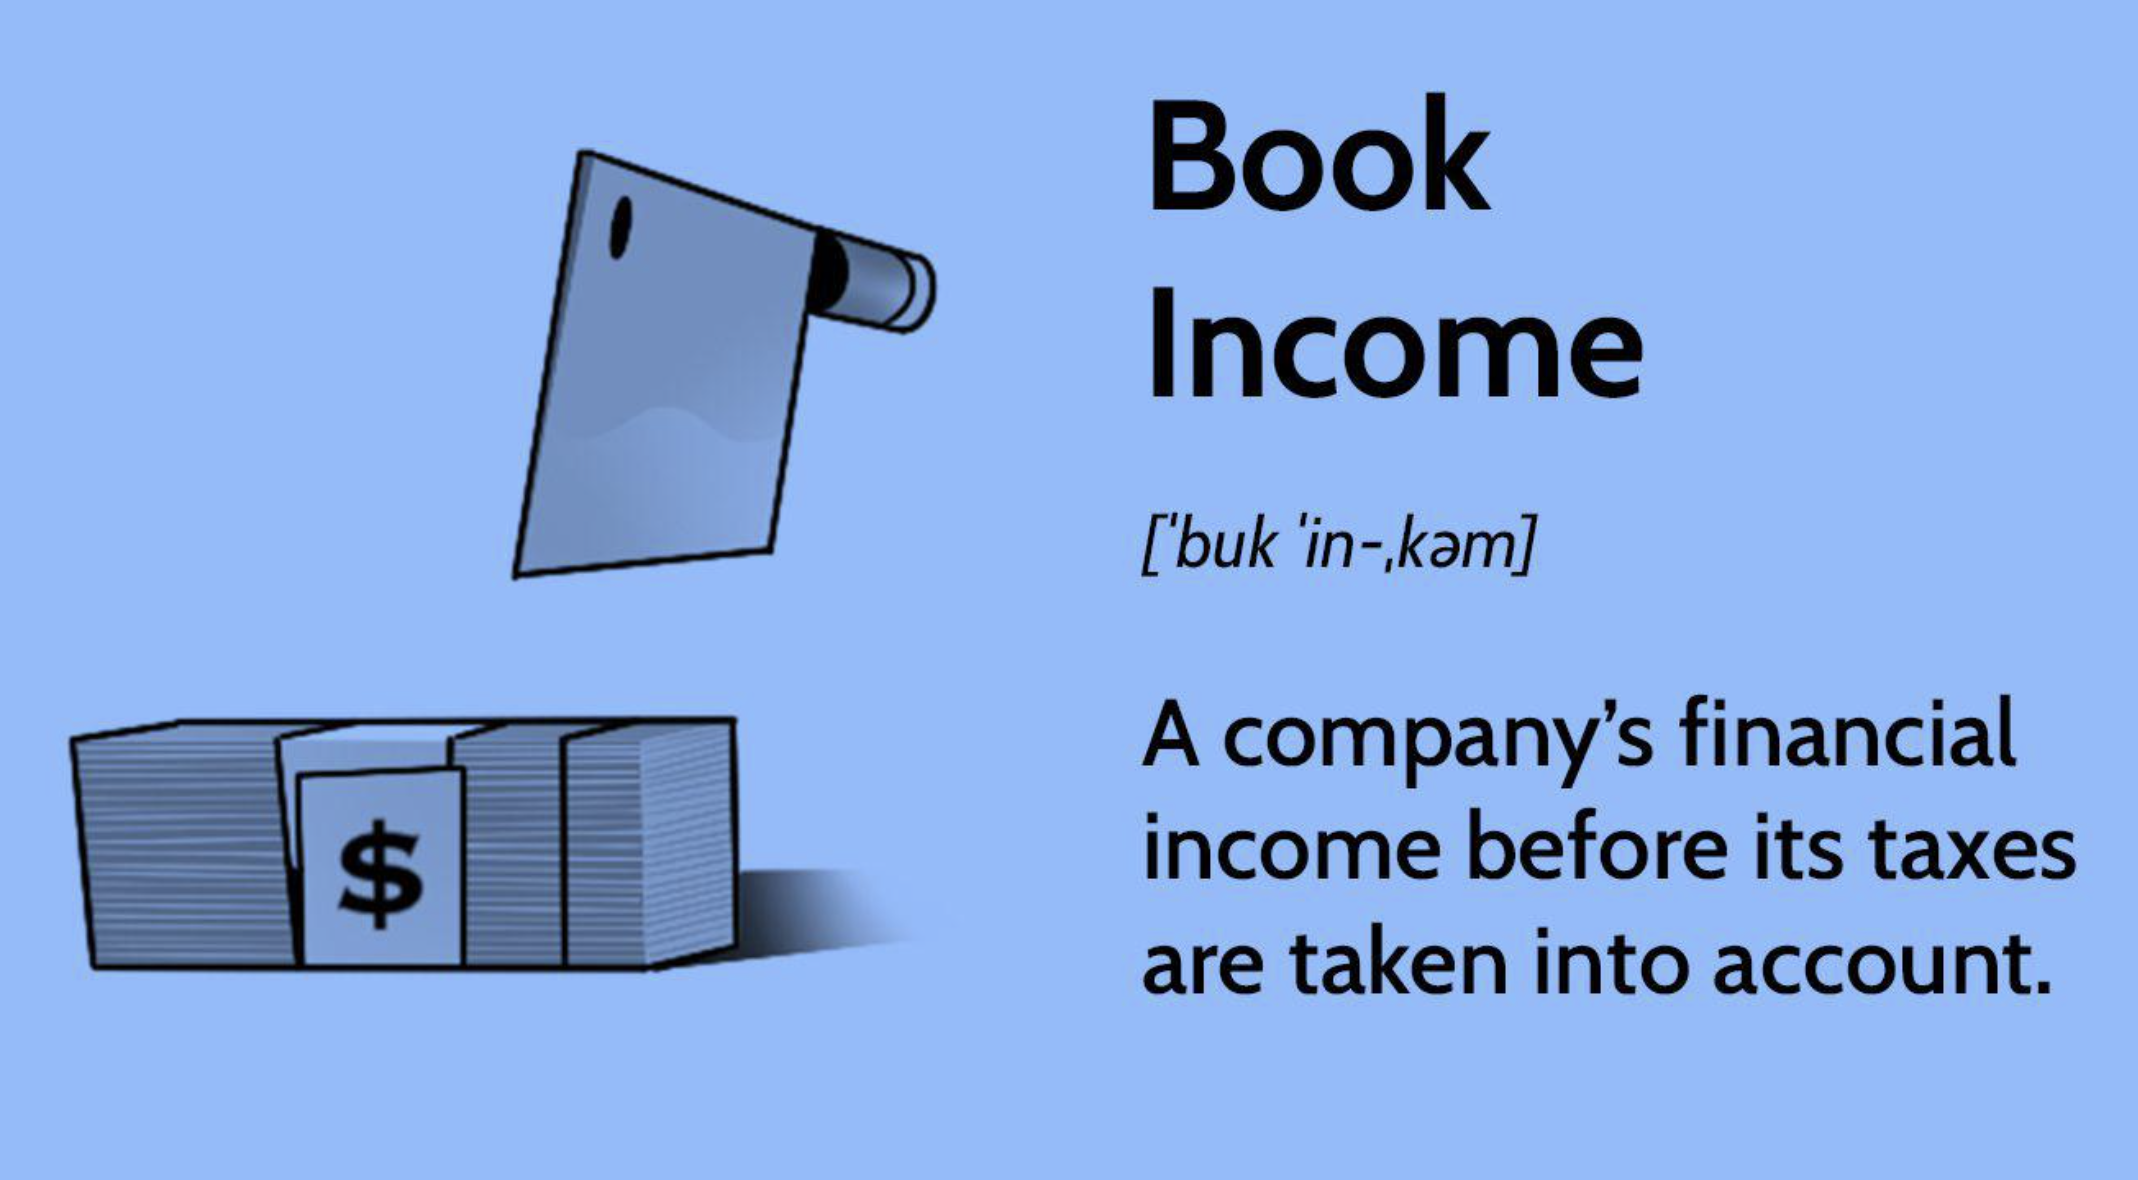 $
Book
Income
['buk 'in-ˌkəm]
A company’s financial
income before its taxes
are taken into account.